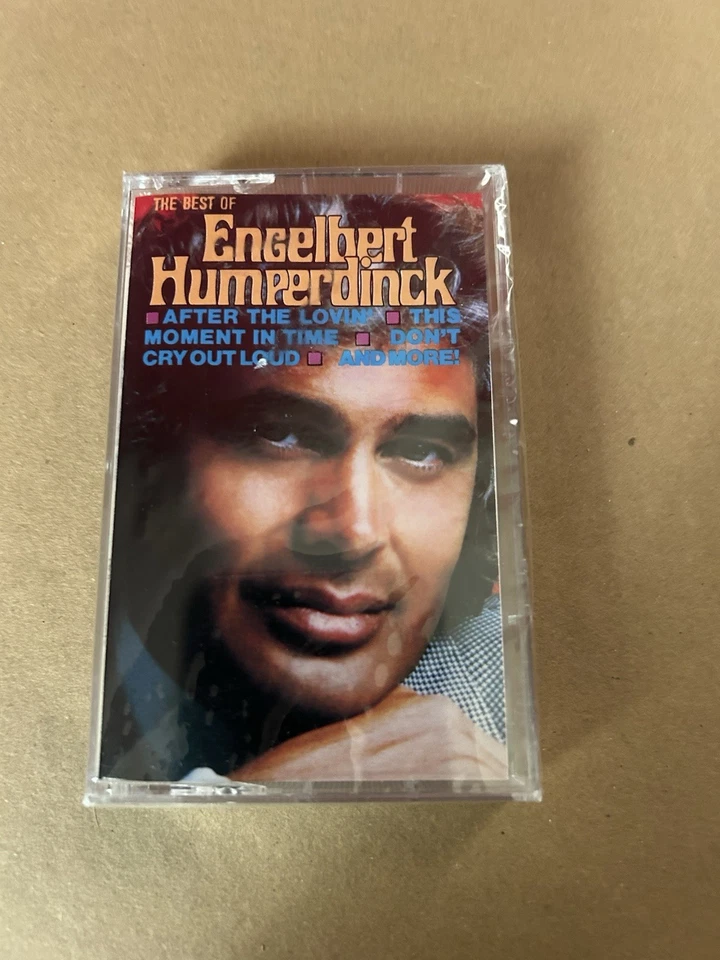 THE BEST OF
Engelbert
Humperdinck
AFTER THE LOVIN' THIS
MOMENT IN TIME DON'T
CRY OUT LOUD AND MORE!